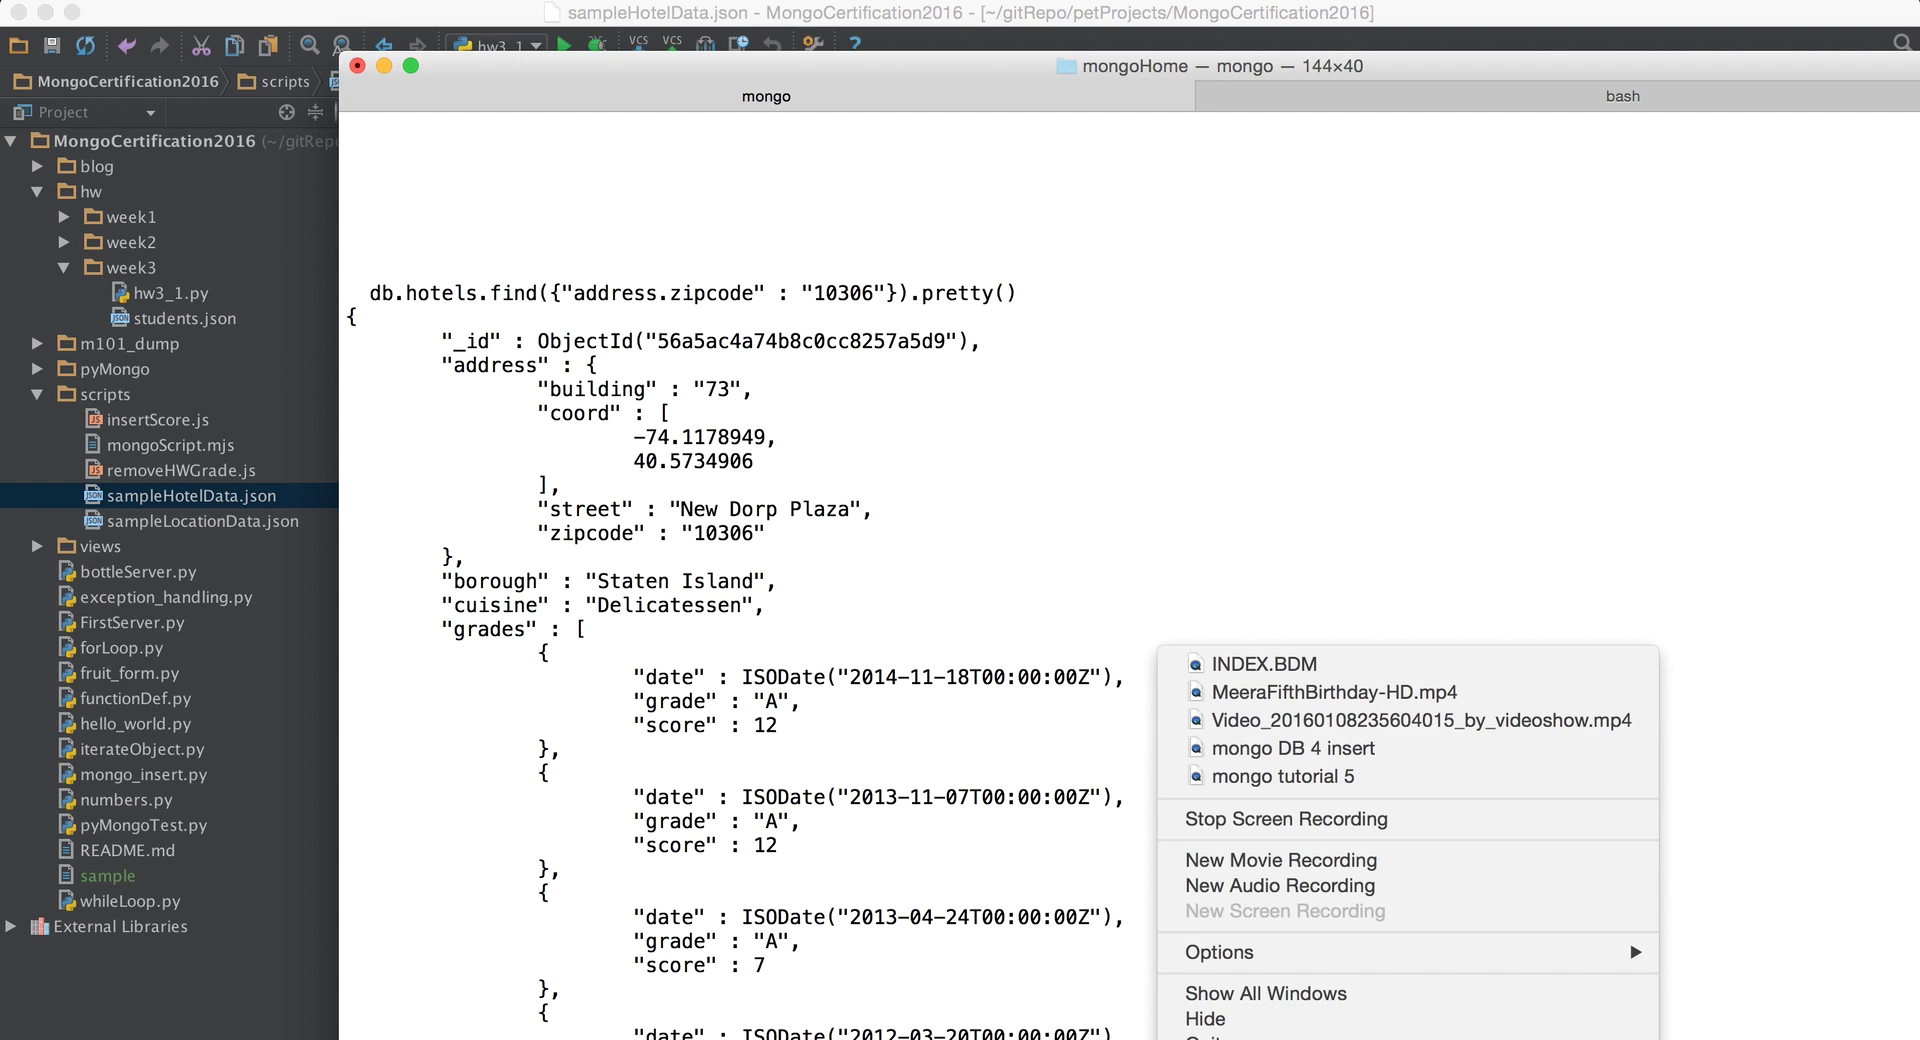 sampleHotelData.json - MongoCertification2016 - [~/gitRepo/petProjects/MongoCertification2016]
hw3_1
VCS
VCS
MongoCertification2016
scripts
Project
MongoCertification2016 (~/gitRepo
blog
hw
week1
week2
week3
hw3_1.py
students.json
m101_dump
pyMongo
scripts
insertScore.js
mongoScript.mjs
removeHWGrade.js
sampleHotelData.json
sampleLocationData.json
views
bottleServer.py
exception_handling.py
FirstServer.py
forLoop.py
fruit_form.py
functionDef.py
hello_world.py
iterateObject.py
mongo_insert.py
numbers.py
pyMongoTest.py
README.md
sample
whileLoop.py
External Libraries
mongoHome — mongo — 144×40
mongo
bash
db.hotels.find({"address.zipcode" : "10306"}).pretty()
{
"_id" : ObjectId("56a5ac4a74b8c0cc8257a5d9"),
"address" : {
"building" : "73",
"coord" : [
-74.1178949,
40.5734906
],
"street" : "New Dorp Plaza",
"zipcode" : "10306"
},
"borough" : "Staten Island",
"cuisine" : "Delicatessen",
"grades" : [
{
"date" : ISODate("2014-11-18T00:00:00Z"),
"grade" : "A",
"score" : 12
},
{
"date" : ISODate("2013-11-07T00:00:00Z"),
"grade" : "A",
"score" : 12
},
{
"date" : ISODate("2013-04-24T00:00:00Z"),
"grade" : "A",
"score" : 7
},
{
"date" : ISODate("2012-03-20T00:00:00Z")
INDEX.BDM
MeeraFifthBirthday-HD.mp4
Video_20160108235604015_by_videoshow.mp4
mongo DB 4 insert
mongo tutorial 5
Stop Screen Recording
New Movie Recording
New Audio Recording
New Screen Recording
Options
Show All Windows
Hide